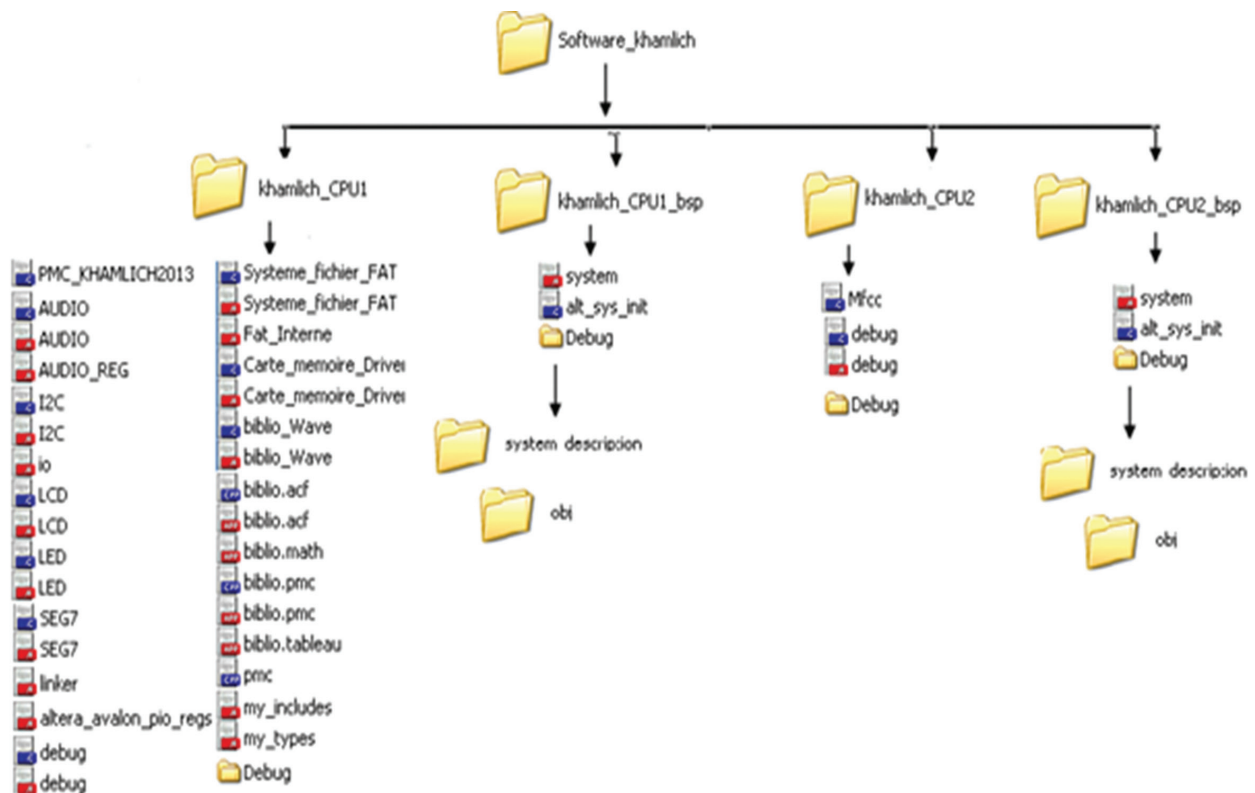 Software_khamlich
khamlich_CPU1
khamlich_CPU1_bsp
khamlich_CPU2
khamlich_CPU2_bsp
PMC_KHAMLICH2013
AUDIO
AUDIO
AUDIO_REG
I2C
I2C
io
LCD
LCD
LED
LED
SEG7
SEG7
linker
altera_avalon_pio_regs
debug
debug
Systeme_fichier_FAT
Systeme_fichier_FAT
Fat_Interne
Carte_memoire_Driver
Carte_memoire_Driver
biblio_Wave
biblio_Wave
biblio.acf
biblio.acf
biblio.math
biblio.pmc
biblio.pmc
biblio.tableau
pmc
my_includes
my_types
Debug
system
alt_sys_init
Debug
system description
obj
Mfcc
debug
debug
Debug
system
alt_sys_init
Debug
system description
obj